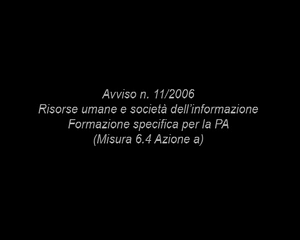 Avviso n. 11/2006
Risorse umane e società dell'informazione
Formazione specifica per la PA
(Misura 6.4 Azione a)